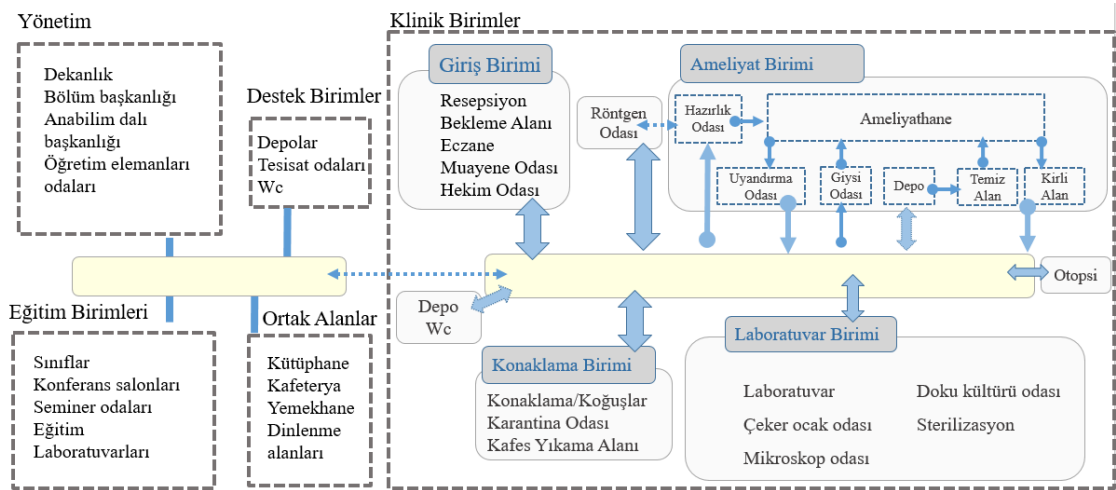 Yönetim
Dekanlık
Bölüm başkanlığı
Anabilim dalı
başkanlığı
Öğretim elemanları
odaları
Destek Birimler
Depolar
Tesisat odaları
Wc
Eğitim Birimleri
Sınıflar
Konferans salonları
Seminer odaları
Eğitim
Laboratuvarları
Ortak Alanlar
Kütüphane
Kafeterya
Yemekhane
Dinlenme
alanları
Klinik Birimler
Giriş Birimi
Resepsiyon
Bekleme Alanı
Eczane
Muayene Odası
Hekim Odası
Röntgen
Odası
Ameliyat Birimi
Hazırlık
Odası
Ameliyathane
Uyandırma
Odası
Giysi
Odası
Depo
Temiz
Alan
Kirli
Alan
Otopsi
Depo
Wc
Konaklama Birimi
Konaklama/Koğuşlar
Karantina Odası
Kafes Yıkama Alanı
Laboratuvar Birimi
Laboratuvar
Çeker ocak odası
Mikroskop odası
Doku kültürü odası
Sterilizasyon